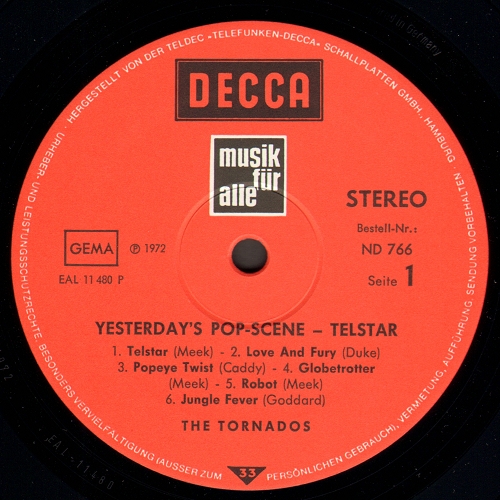 URHEBER- UND LEISTUNGSSCHUTZRECHTE, BESONDERS VERVIELFÄLTIGUNG (AUSSER ZUM PERSÖNLICHEN GEBRAUCH), VERMIETUNG, AUFFÜHRUNG, SENDUNG VORBEHALTEN
HERGESTELLT VON DER TELDEC »TELEFUNKEN-DECCA« SCHALLPLATTEN GMBH, HAMBURG
DECCA
musik
für
alle
STEREO
Bestell-Nr.:
ND 766
Seite 1
GEMA
℗ 1972
EAL 11 480 P
YESTERDAY'S POP-SCENE – TELSTAR
1. Telstar (Meek) - 2. Love And Fury (Duke)
3. Popeye Twist (Caddy) - 4. Globetrotter
(Meek) - 5. Robot (Meek)
6. Jungle Fever (Goddard)
THE TORNADOS
33
EAL-11480